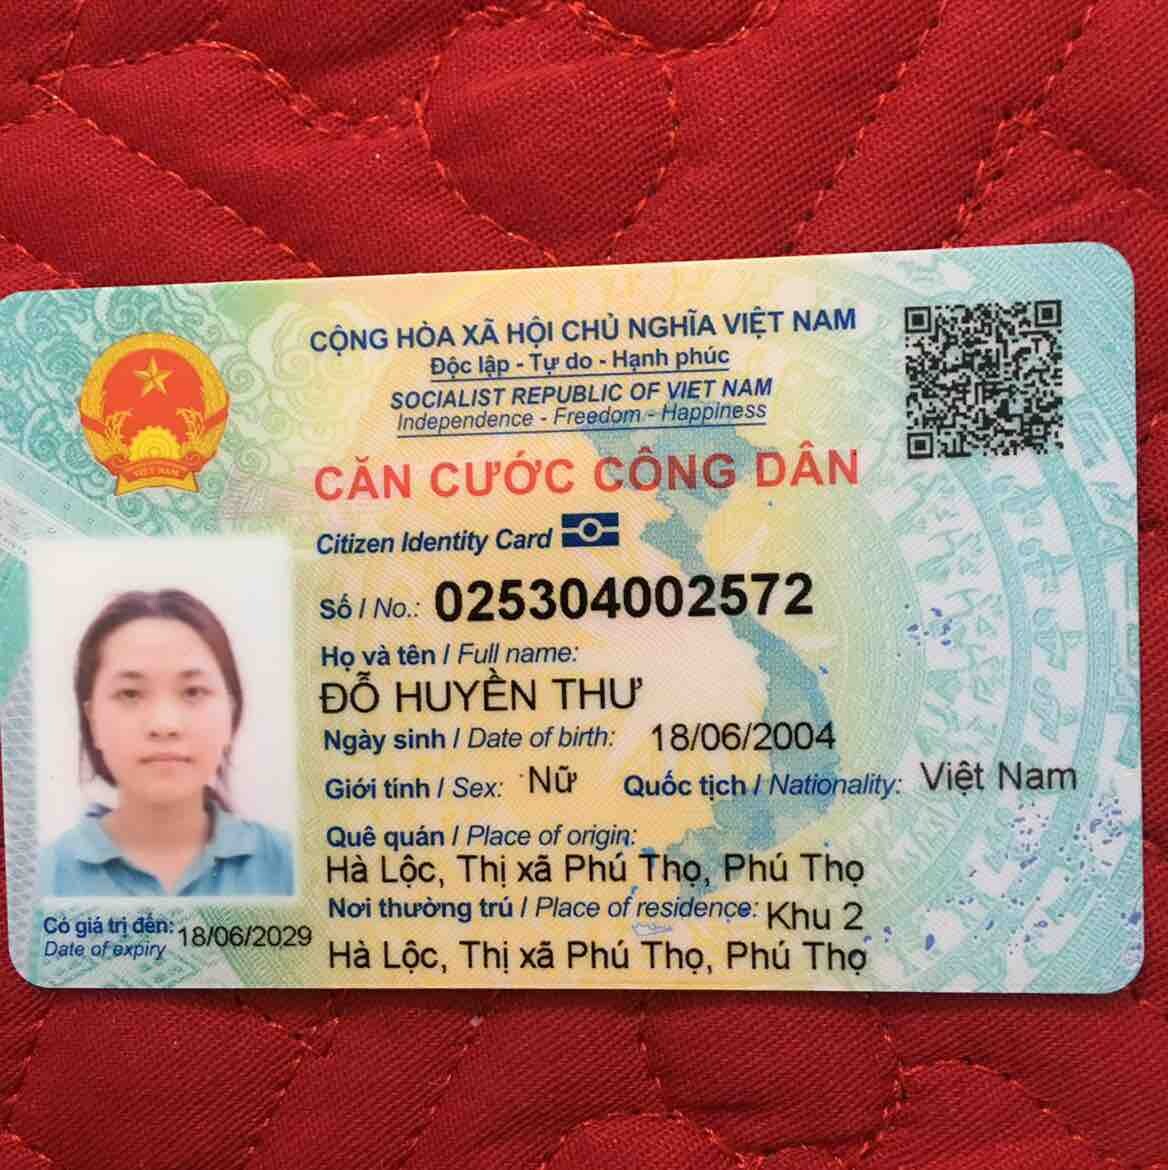 CỘNG HÒA XÃ HỘI CHỦ NGHĨA VIỆT NAM
Độc lập - Tự do - Hạnh phúc
SOCIALIST REPUBLIC OF VIET NAM
Independence - Freedom - Happiness
CĂN CƯỚC CÔNG DÂN
Citizen Identity Card
Số / No.: 025304002572
Họ và tên / Full name:
ĐỖ HUYỀN THƯ
Ngày sinh / Date of birth: 18/06/2004
Giới tính / Sex: Nữ Quốc tịch / Nationality: Việt Nam
Quê quán / Place of origin:
Hà Lộc, Thị xã Phú Thọ, Phú Thọ
Nơi thường trú / Place of residence: Khu 2
Hà Lộc, Thị xã Phú Thọ, Phú Thọ
Có giá trị đến: 18/06/2029
Date of expiry
VIỆT NAM